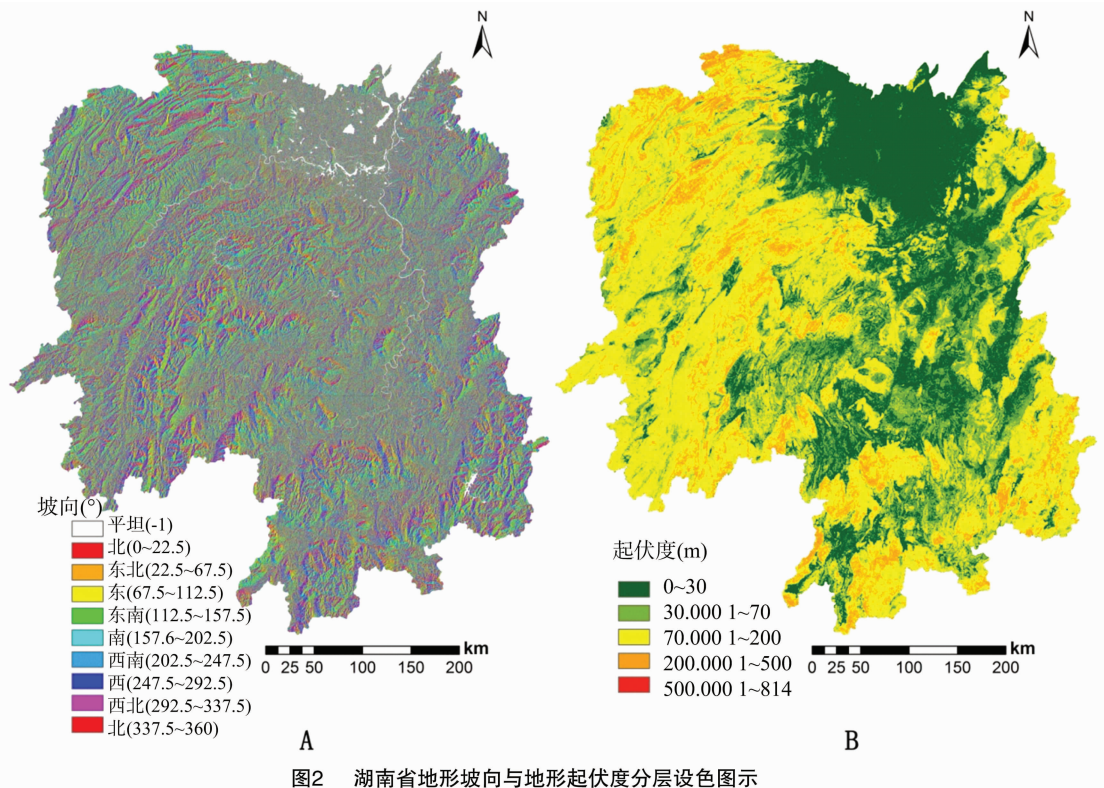 N
N
坡向(°)
平坦(-1)
北(0~22.5)
东北(22.5~67.5)
东(67.5~112.5)
东南(112.5~157.5)
南(157.6~202.5)
西南(202.5~247.5)
西(247.5~292.5)
西北(292.5~337.5)
北(337.5~360)
km
0 25 50 100 150 200
A
起伏度(m)
0~30
30.000 1~70
70.000 1~200
200.000 1~500
500.000 1~814
km
0 25 50 100 150 200
B
图2 湖南省地形坡向与地形起伏度分层设色图示